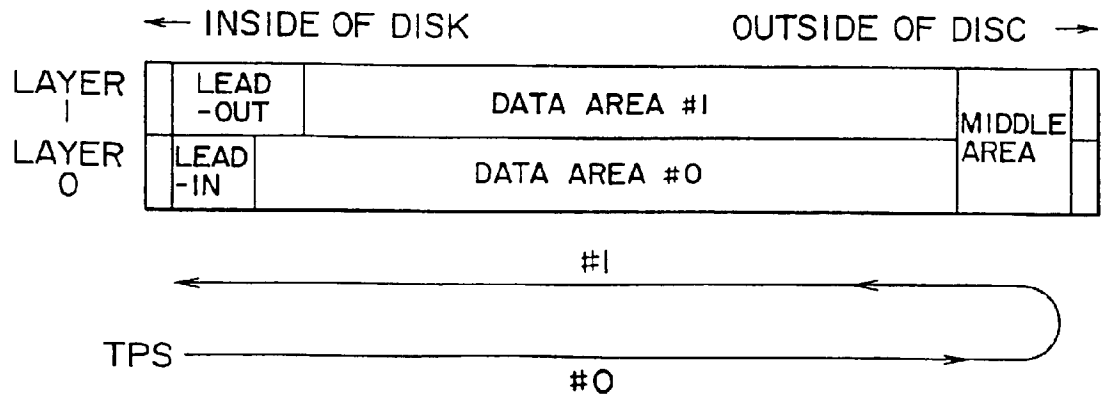 ← INSIDE OF DISK OUTSIDE OF DISC →
LAYER 1
LEAD -OUT
DATA AREA #1
MIDDLE AREA
LAYER 0
LEAD -IN
DATA AREA #0
#1
TPS
#0